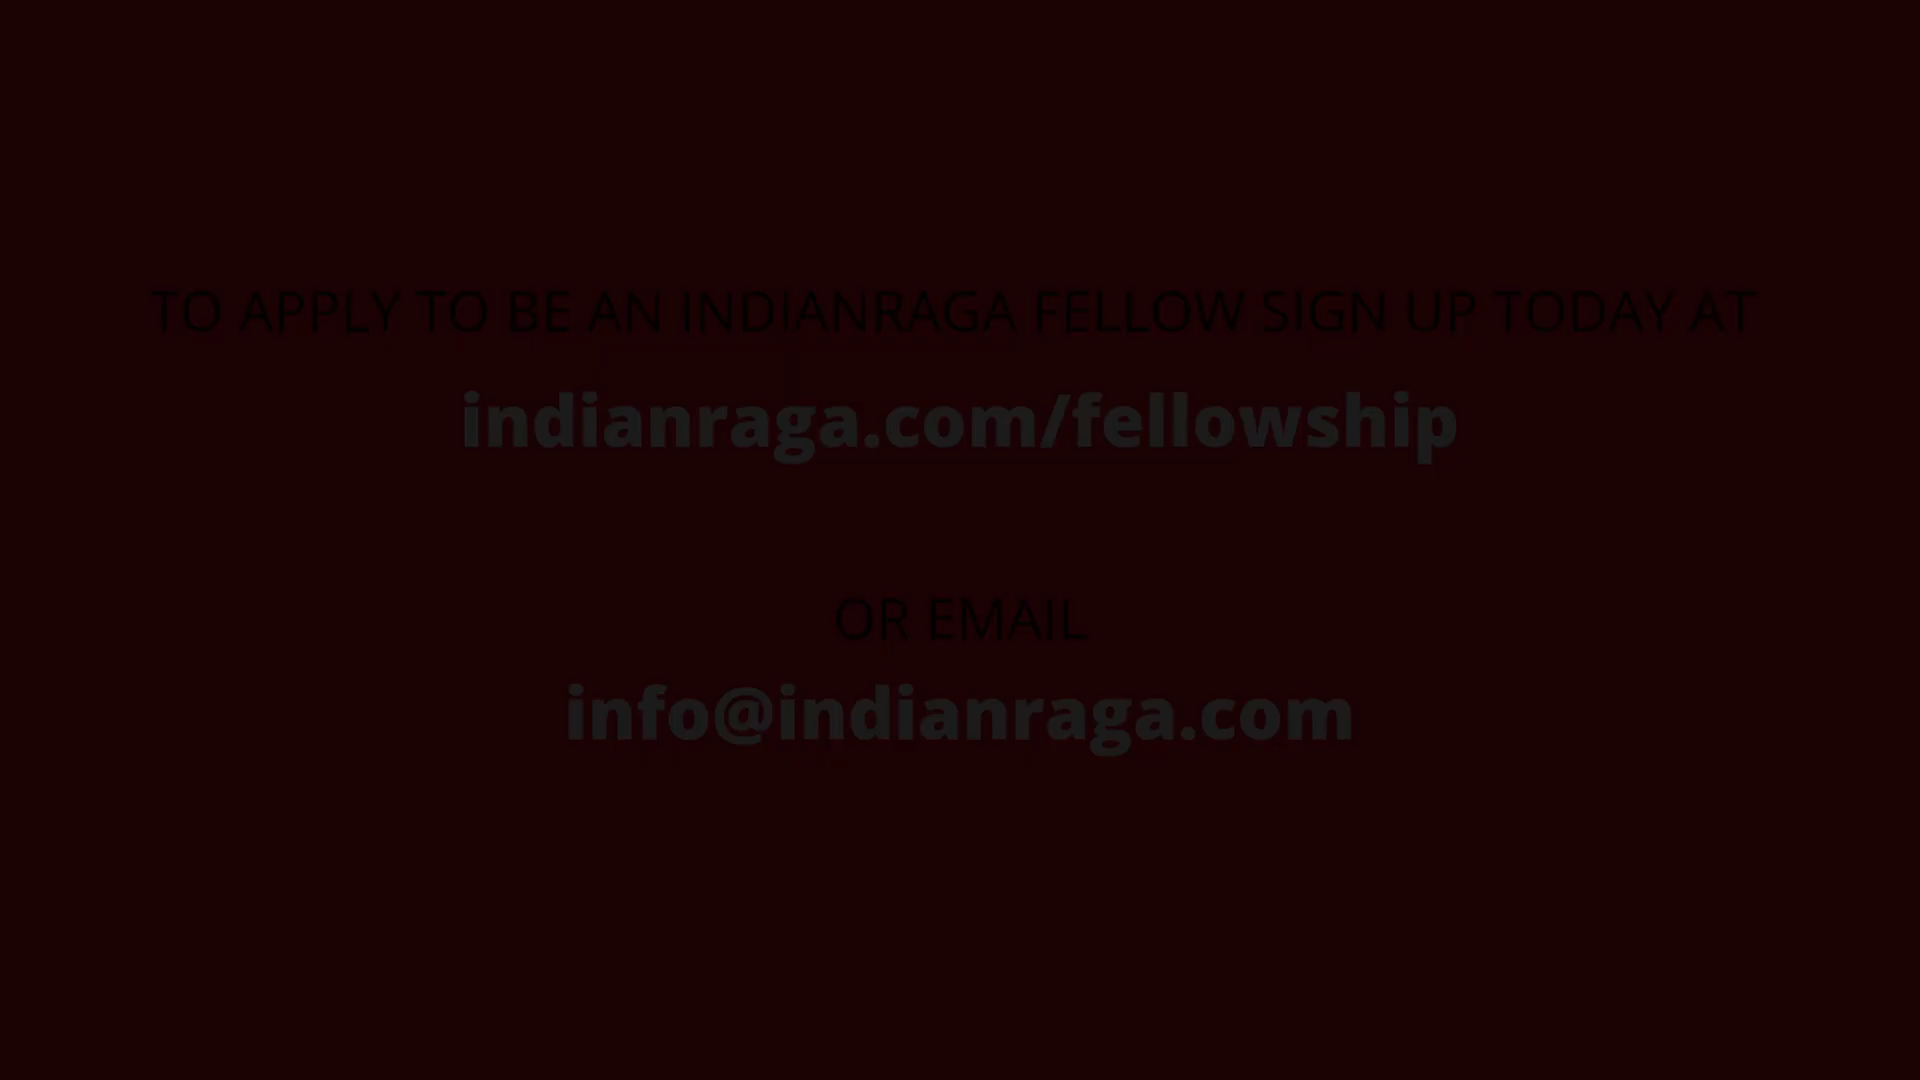 TO APPLY TO BE AN INDIANRAGA FELLOW SIGN UP TODAY AT
indianraga.com/fellowship
OR EMAIL
info@indianraga.com